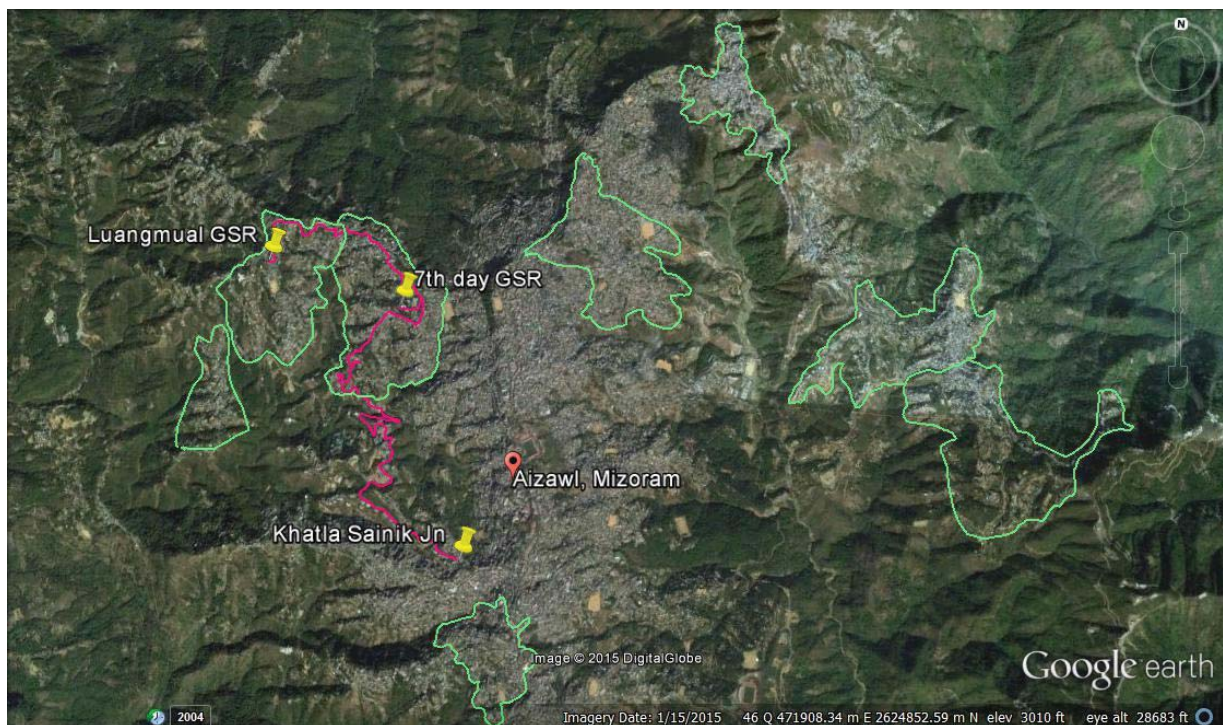 N
Luangmual GSR
7th day GSR
Aizawl, Mizoram
Khatla Sainik Jn
Image © 2015 DigitalGlobe
Google earth
2004
Imagery Date: 1/15/2015 46 Q 471908.34 m E 2624852.59 m N elev 3010 ft eye alt 28683 ft